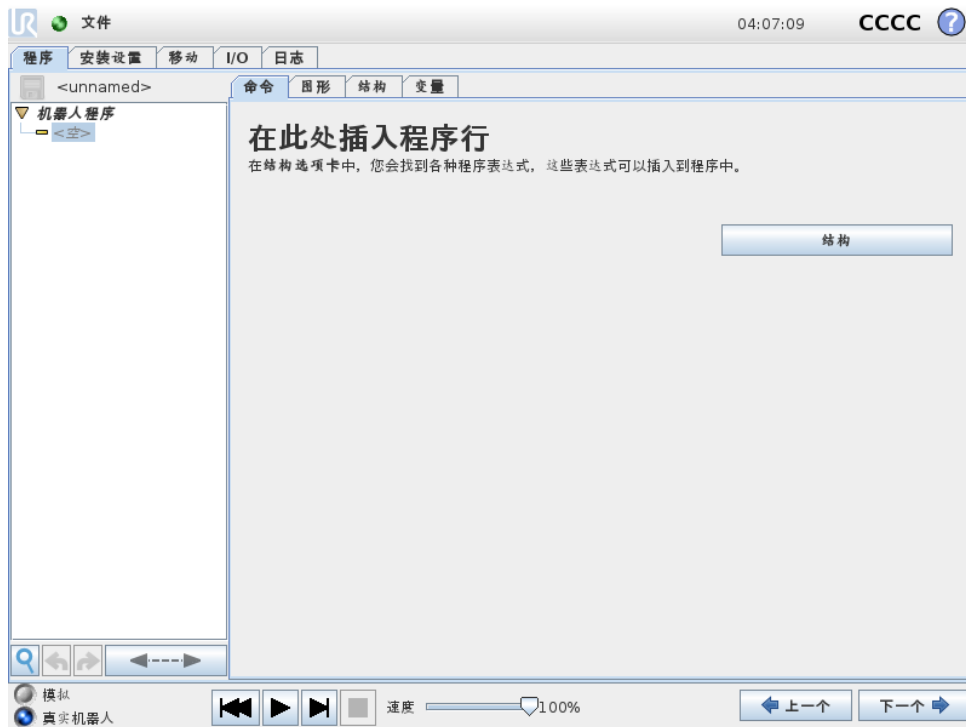 UR 文件 04:07:09 CCCC ?
程序 安装设置 移动 I/O 日志
<unnamed> 命令 图形 结构 变量
机器人程序
<空>
在此处插入程序行
在结构选项卡中，您会找到各种程序表达式，这些表达式可以插入到程序中。
结构
模拟
真实机器人
速度 100%
上一个 下一个